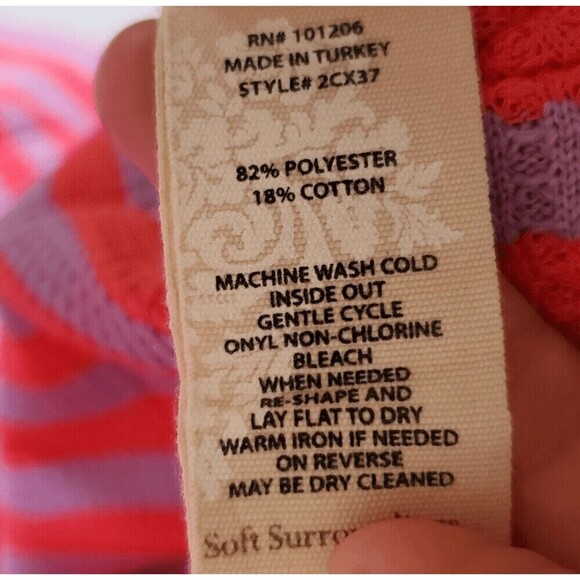 RN# 101206
MADE IN TURKEY
STYLE# 2CX37
82% POLYESTER
18% COTTON
MACHINE WASH COLD
INSIDE OUT
GENTLE CYCLE
ONYL NON-CHLORINE
BLEACH
WHEN NEEDED
RE-SHAPE AND
LAY FLAT TO DRY
WARM IRON IF NEEDED
ON REVERSE
MAY BE DRY CLEANED
Soft